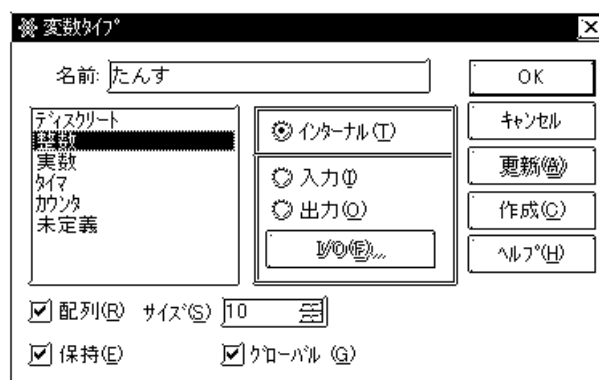 変数ﾀｲﾌﾟ
名前: たんす
ﾃﾞｨｽｸﾘｰﾄ
整数
実数
ﾀｲﾏ
ｶｳﾝﾀ
未定義
ｲﾝﾀｰﾅﾙ(T)
入力(I)
出力(O)
I/O(F)...
OK
ｷｬﾝｾﾙ
更新(A)
作成(C)
ﾍﾙﾌﾟ(H)
配列(R) ｻｲｽﾞ(S) 10
保持(E) ｸﾞﾛｰﾊﾞﾙ (G)